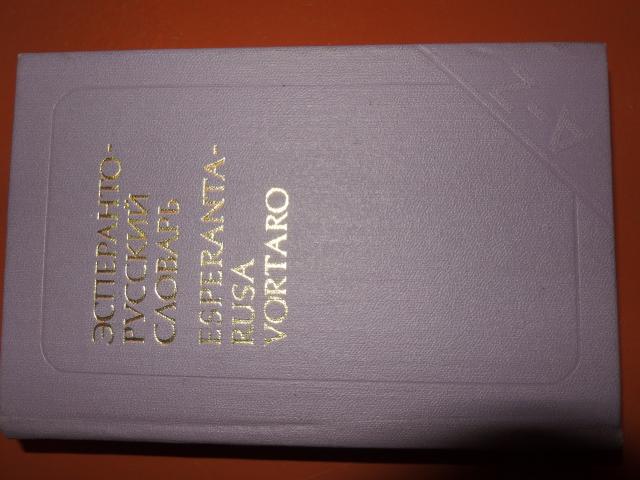 ЭСПЕРАНТО-
РУССКИЙ
СЛОВАРЬ
ESPERANTA-
RUSA
VORTARO